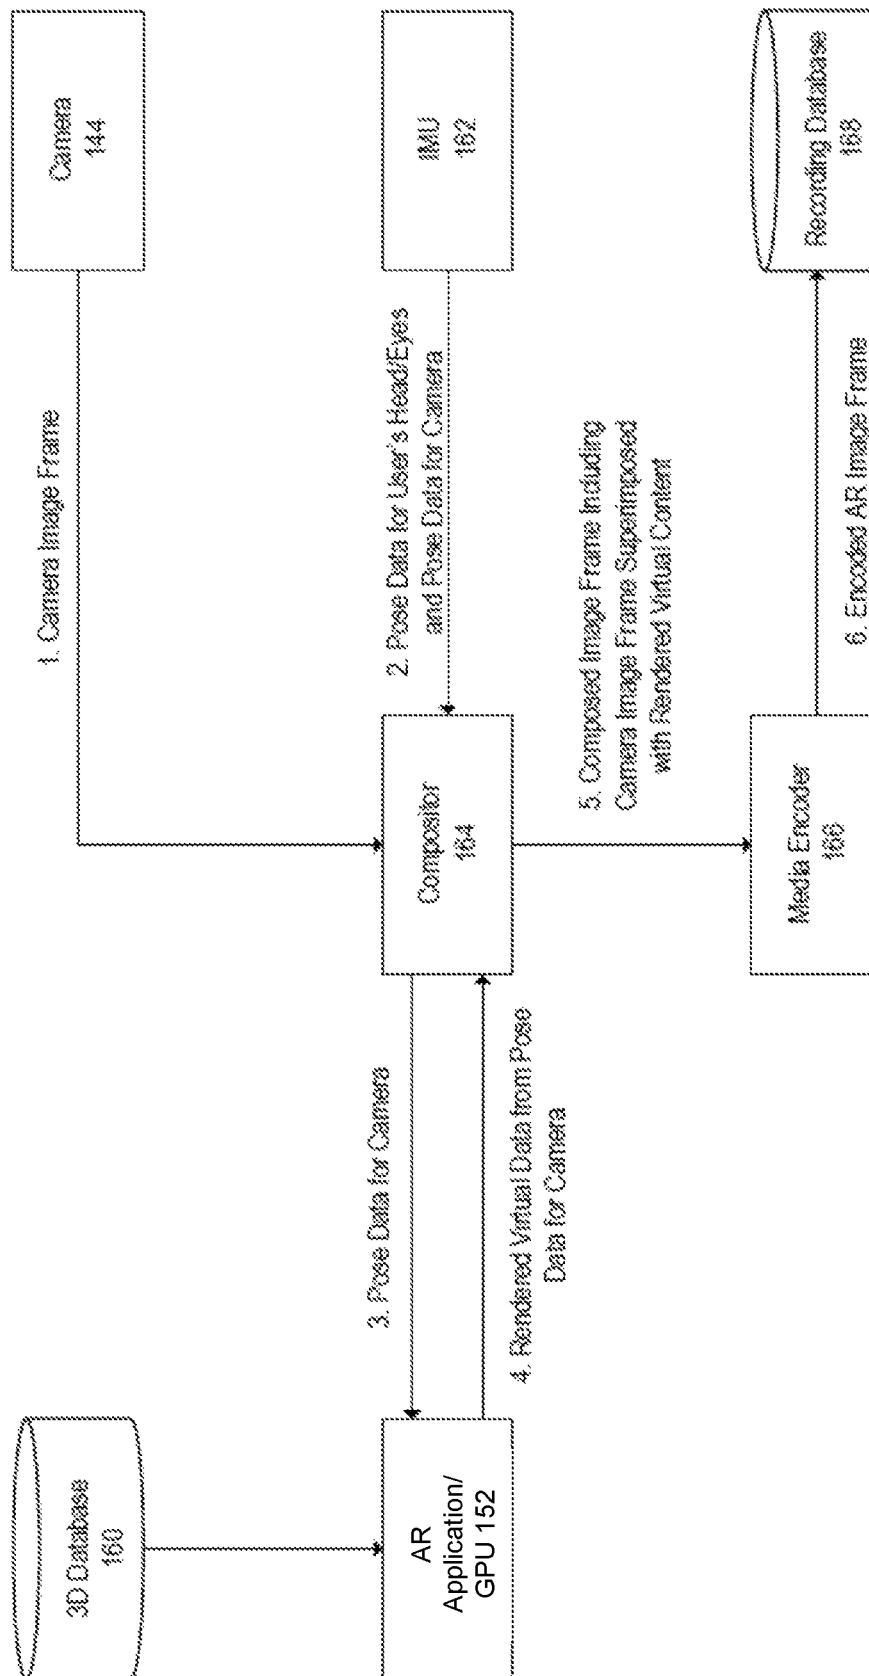 3D Database
160
AR
Application/
GPU 152
3. Pose Data for Camera
4. Rendered Virtual Data from Pose
Data for Camera
1. Camera Image Frame
Camera
144
Compositor
164
2. Pose Data for User's Head/Eyes
and Pose Data for Camera
IMU
162
5. Composed Image Frame Including
Camera Image Frame Superimposed
with Rendered Virtual Content
Media Encoder
166
6. Encoded AR Image Frame
Recording Database
168